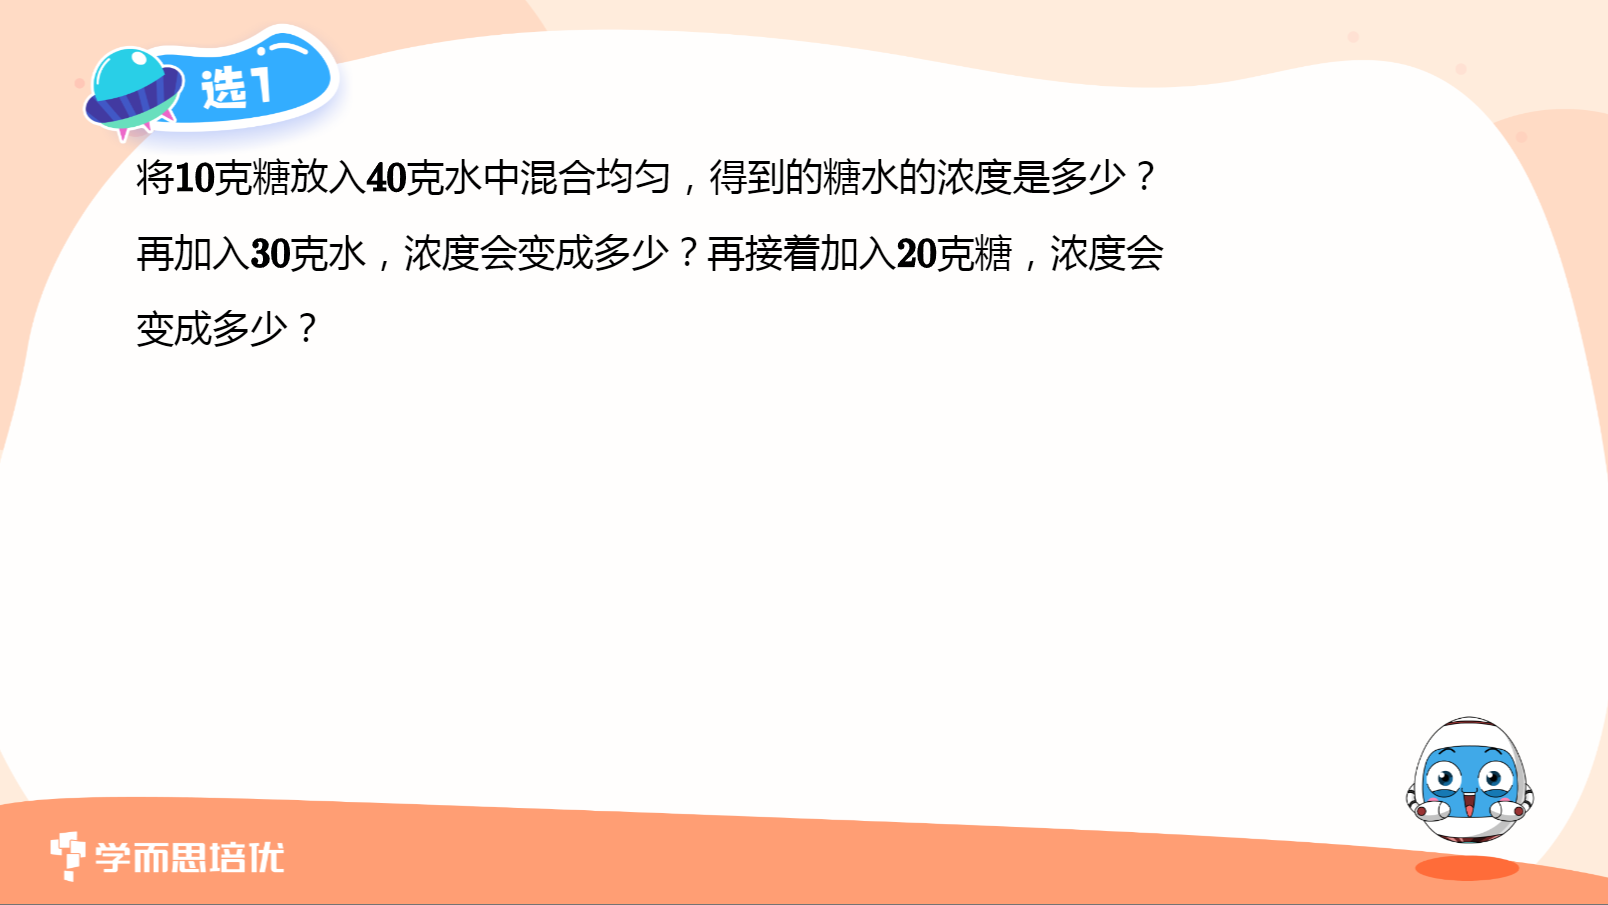 选1
将10克糖放入40克水中混合均匀，得到的糖水的浓度是多少？
再加入30克水，浓度会变成多少？再接着加入20克糖，浓度会
变成多少？
学而思培优